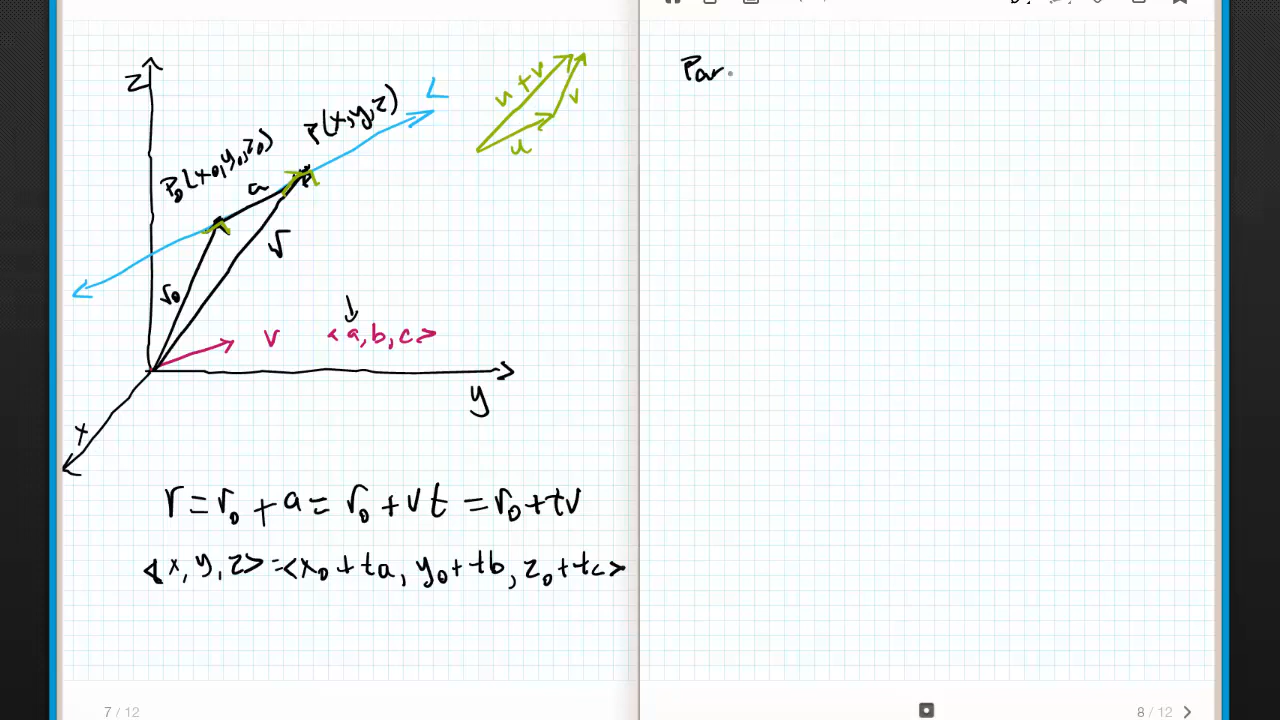 z
L
P(x,y,z)
P₀(x₀,y₀,z₀)
a
r
r₀
v
<a,b,c>
y
x
u+v
v
u
r = r₀ + a = r₀ + vt = r₀ + tv
<x, y, z> = <x₀ + ta, y₀ + tb, z₀ + tc>
7 / 12
Par
8 / 12